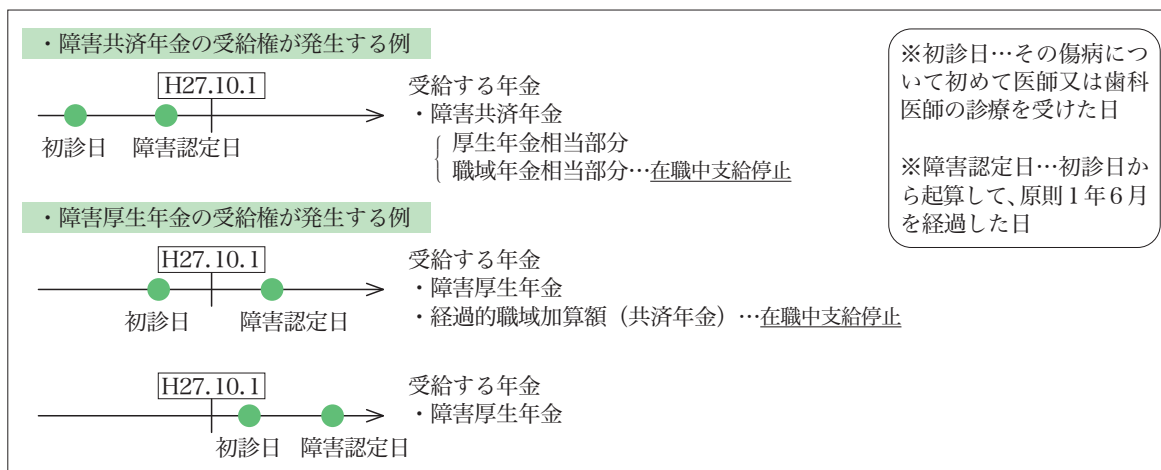 ・障害共済年金の受給権が発生する例
H27.10.1
初診日
障害認定日
受給する年金
・障害共済年金
厚生年金相当部分
職域年金相当部分…在職中支給停止
※初診日…その傷病につ
いて初めて医師又は歯科
医師の診療を受けた日
※障害認定日…初診日か
ら起算して、原則1年6月
を経過した日
・障害厚生年金の受給権が発生する例
H27.10.1
初診日
障害認定日
受給する年金
・障害厚生年金
・経過的職域加算額（共済年金）…在職中支給停止
H27.10.1
初診日
障害認定日
受給する年金
・障害厚生年金